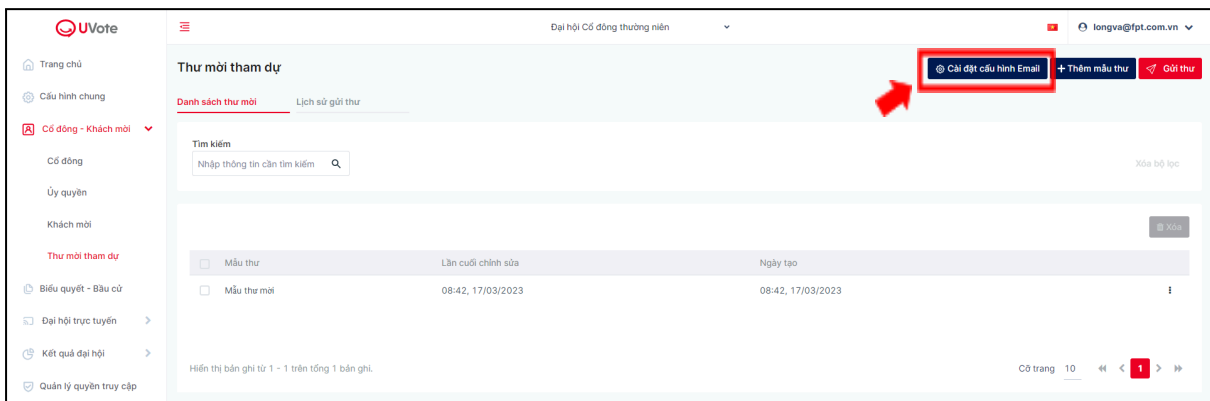 UVote
Đại hội Cổ đông thường niên
longva@fpt.com.vn
Trang chủ
Cấu hình chung
Cổ đông - Khách mời
Cổ đông
Ủy quyền
Khách mời
Thư mời tham dự
Biểu quyết - Bầu cử
Đại hội trực tuyến
Kết quả đại hội
Quản lý quyền truy cập
Thư mời tham dự
Cài đặt cấu hình Email
+ Thêm mẫu thư
Gửi thư
Danh sách thư mời
Lịch sử gửi thư
Tìm kiếm
Nhập thông tin cần tìm kiếm
Xóa bộ lọc
Xóa
Mẫu thư Lần cuối chỉnh sửa Ngày tạo
Mẫu thư mời 08:42, 17/03/2023 08:42, 17/03/2023
Hiển thị bản ghi từ 1 - 1 trên tổng 1 bản ghi.
Cỡ trang 10 1